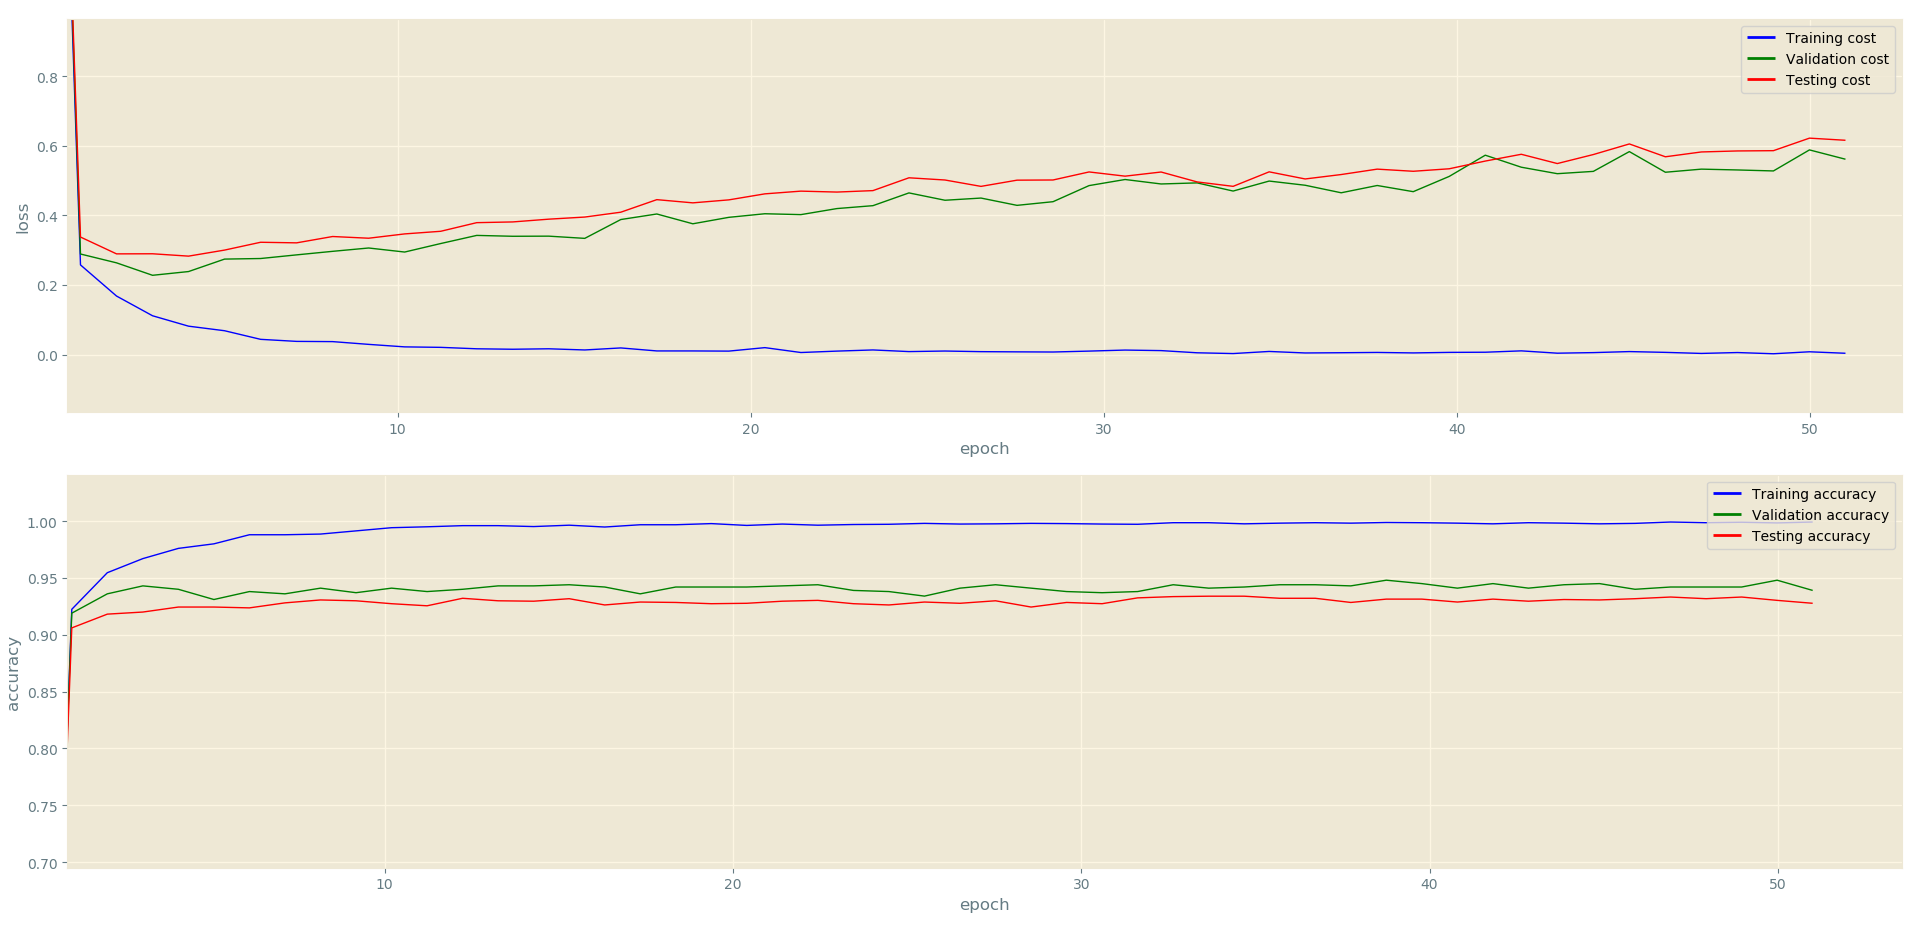 Training cost
Validation cost
Testing cost
0.8
0.6
0.4
0.2
0.0
loss
10 20 30 40 50
epoch
Training accuracy
Validation accuracy
Testing accuracy
1.00
0.95
0.90
0.85
0.80
0.75
0.70
accuracy
10 20 30 40 50
epoch